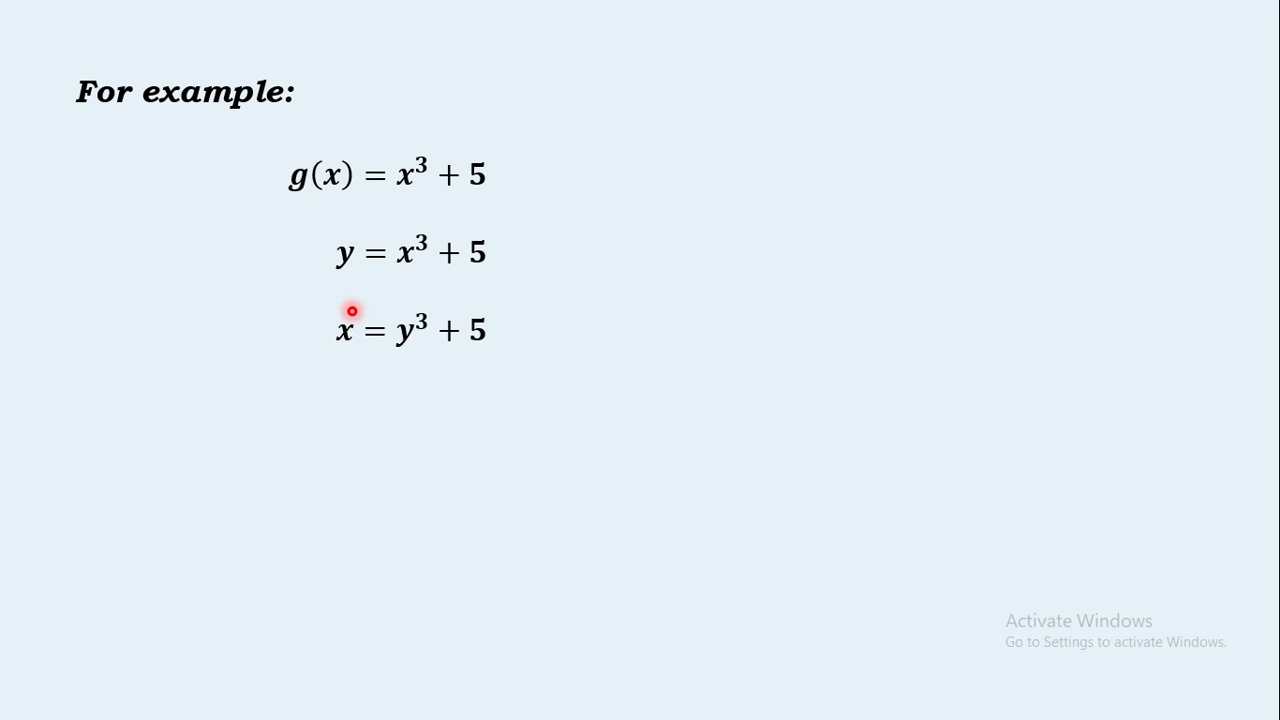 For example:
g(x) = x³ + 5
y = x³ + 5
x = y³ + 5
Activate Windows
Go to Settings to activate Windows.